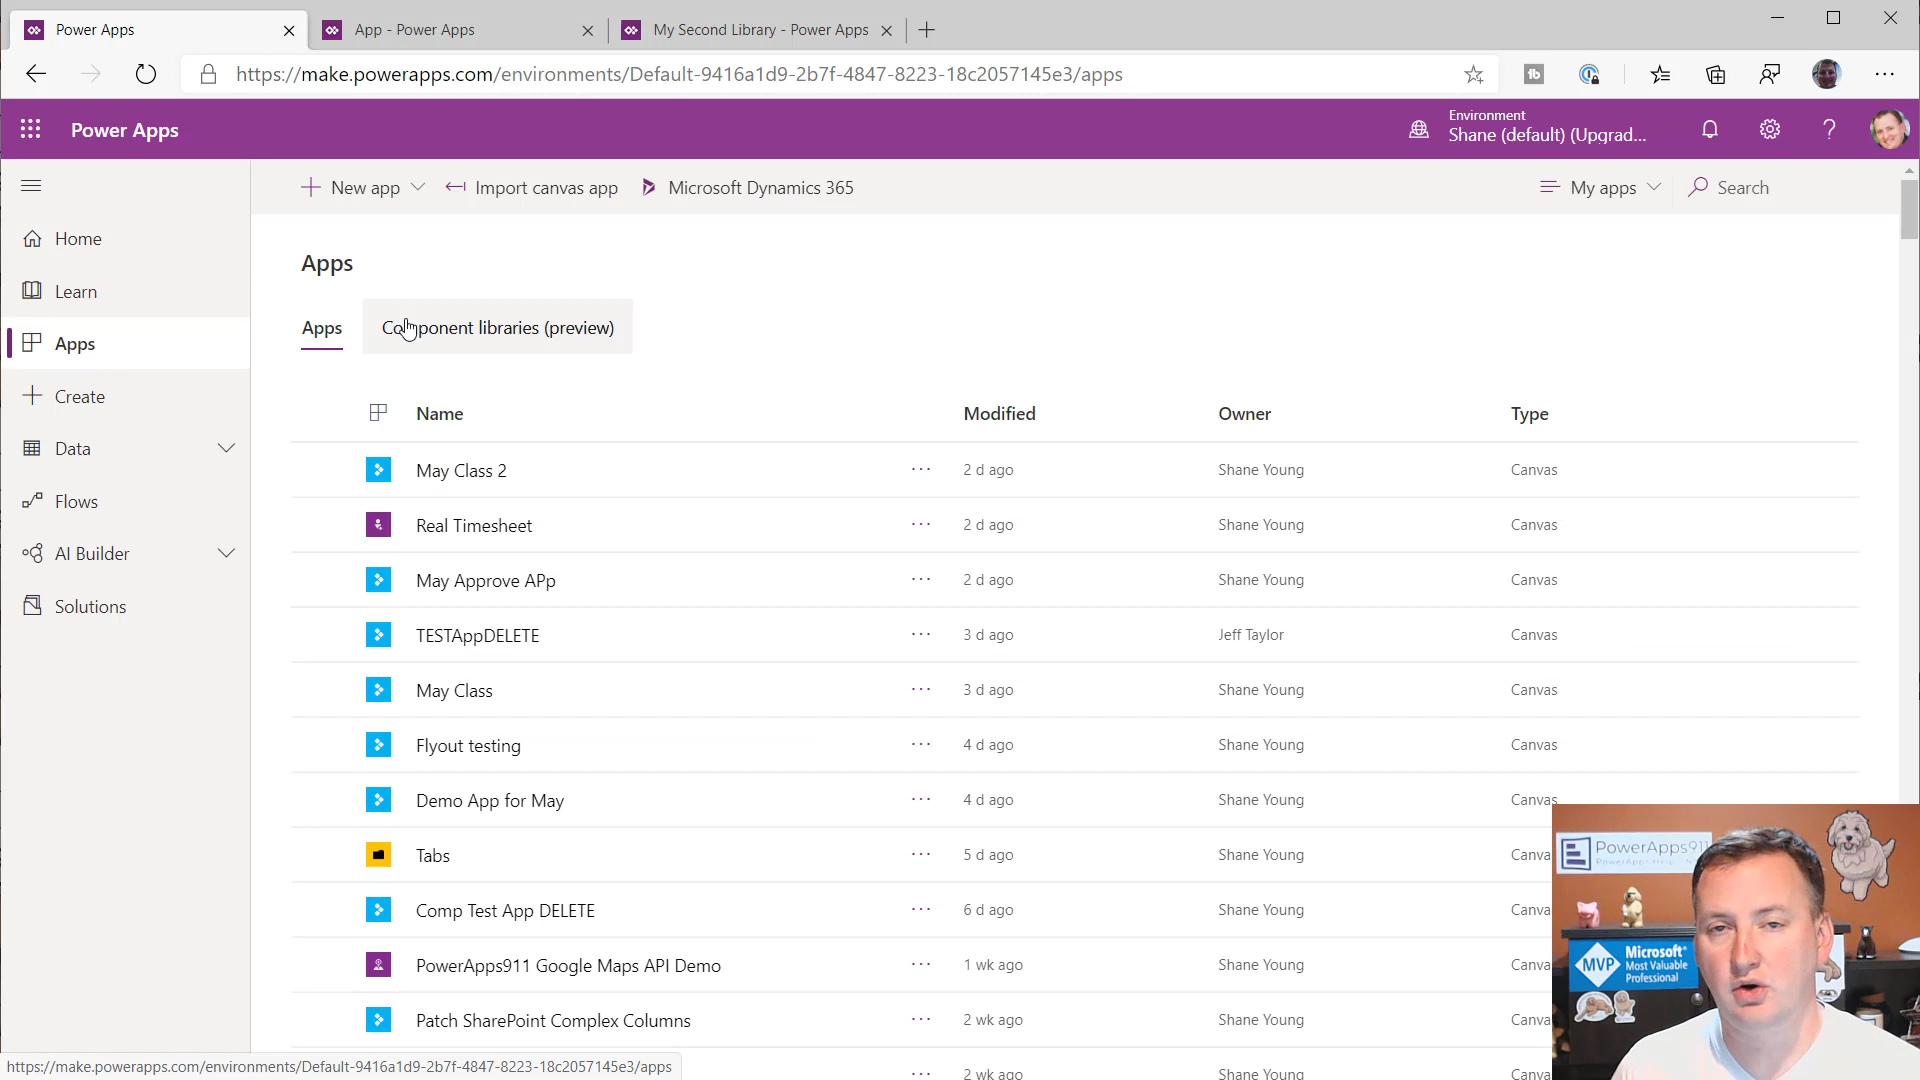 Power Apps
App - Power Apps
My Second Library - Power Apps
https://make.powerapps.com/environments/Default-9416a1d9-2b7f-4847-8223-18c2057145e3/apps
Power Apps
Environment
Shane (default) (Upgrad...
New app
Import canvas app
Microsoft Dynamics 365
My apps
Search
Home
Learn
Apps
Create
Data
Flows
AI Builder
Solutions
Apps
Apps
Component libraries (preview)
Name
Modified
Owner
Type
May Class 2
2 d ago
Shane Young
Canvas
Real Timesheet
2 d ago
Shane Young
Canvas
May Approve APp
2 d ago
Shane Young
Canvas
TESTAppDELETE
3 d ago
Jeff Taylor
Canvas
May Class
3 d ago
Shane Young
Canvas
Flyout testing
4 d ago
Shane Young
Canvas
Demo App for May
4 d ago
Shane Young
Canvas
Tabs
5 d ago
Shane Young
Canva
Comp Test App DELETE
6 d ago
Shane Young
Canva
PowerApps911 Google Maps API Demo
1 wk ago
Shane Young
Canva
Patch SharePoint Complex Columns
2 wk ago
Shane Young
Canva
2 wk ago
Shane Young
Canva
PowerApps911
MVP
Microsoft
Most Valuable
Professional
https://make.powerapps.com/environments/Default-9416a1d9-2b7f-4847-8223-18c2057145e3/apps